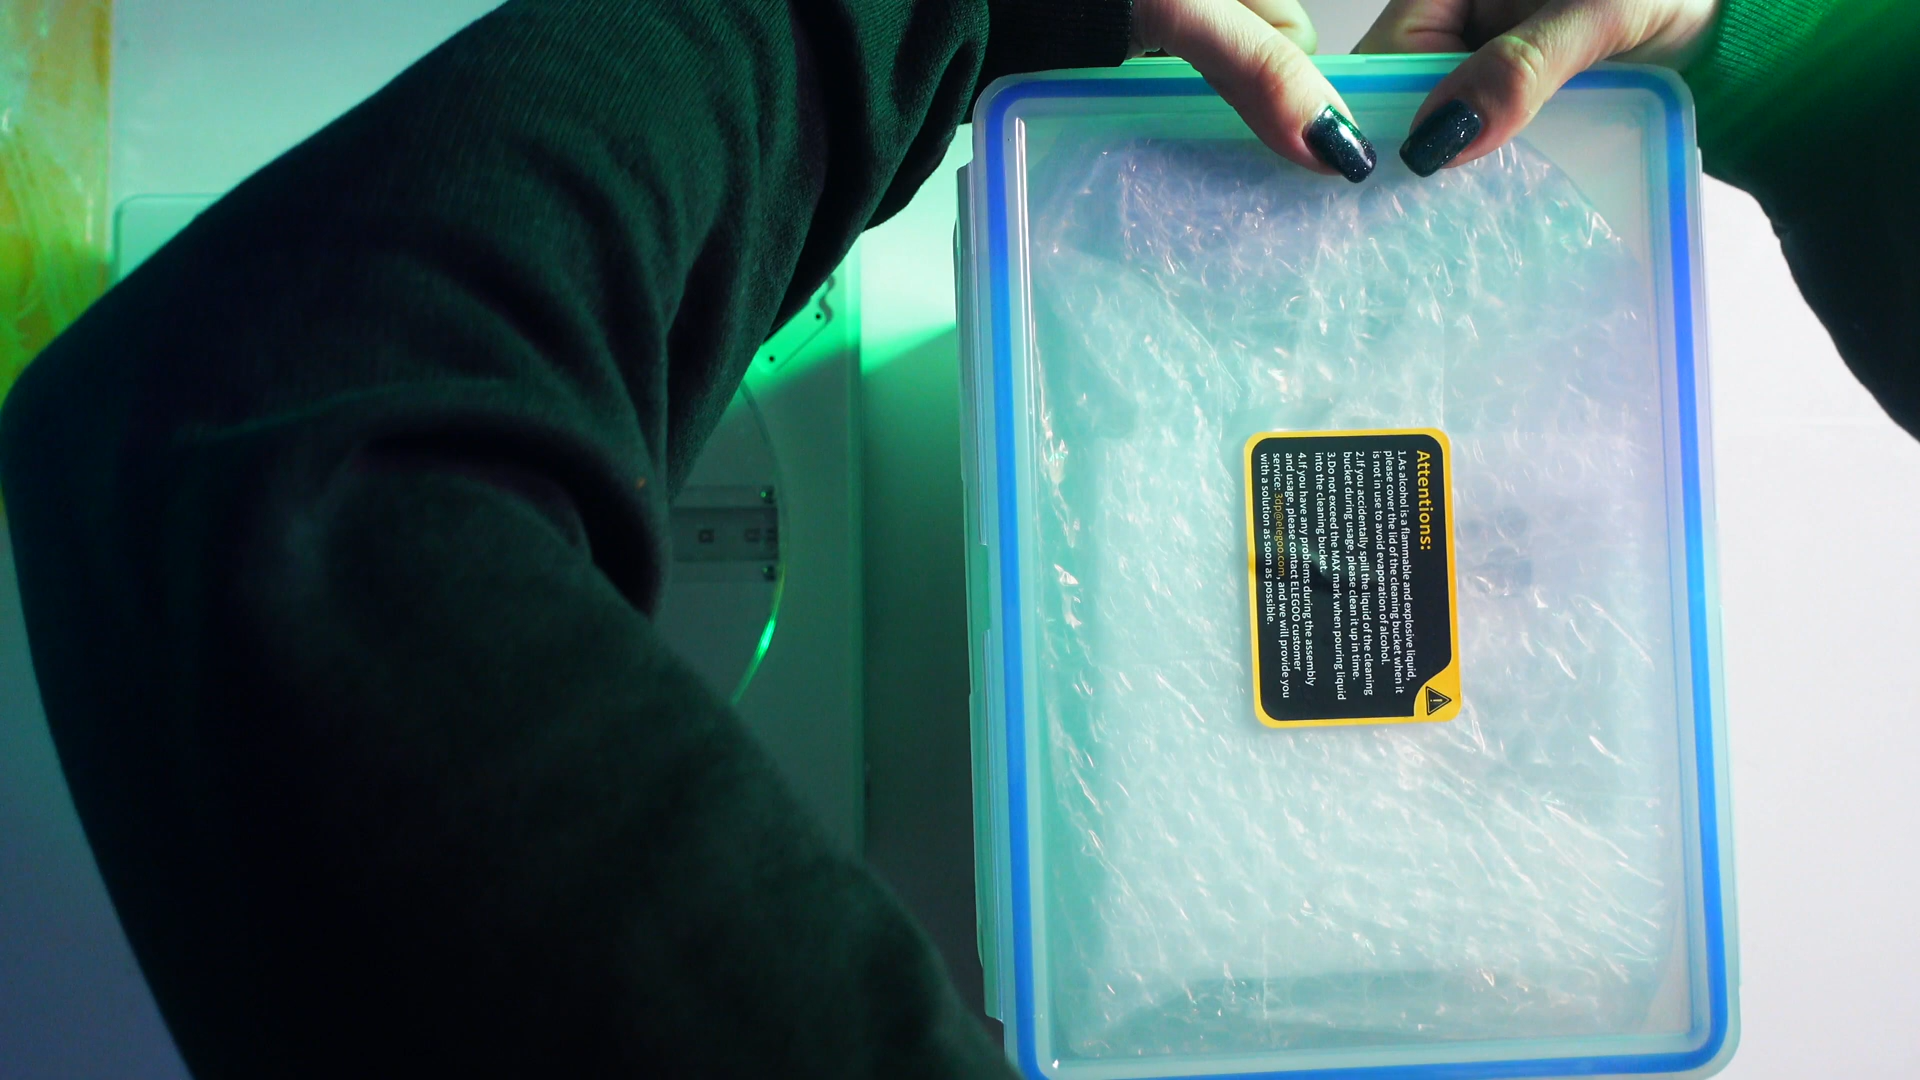 Attentions:
1.As alcohol is a flammable and explosive liquid,
please cover the lid of the cleaning bucket when it
is not in use to avoid evaporation of alcohol.
2.If you accidentally spill the liquid of the cleaning
bucket during usage, please clean it up in time.
3.Do not exceed the MAX mark when pouring liquid
into the cleaning bucket.
4.If you have any problems during the assembly
and usage, please contact ELEGOO customer
service: 3dp@elegoo.com, and we will provide you
with a solution as soon as possible.